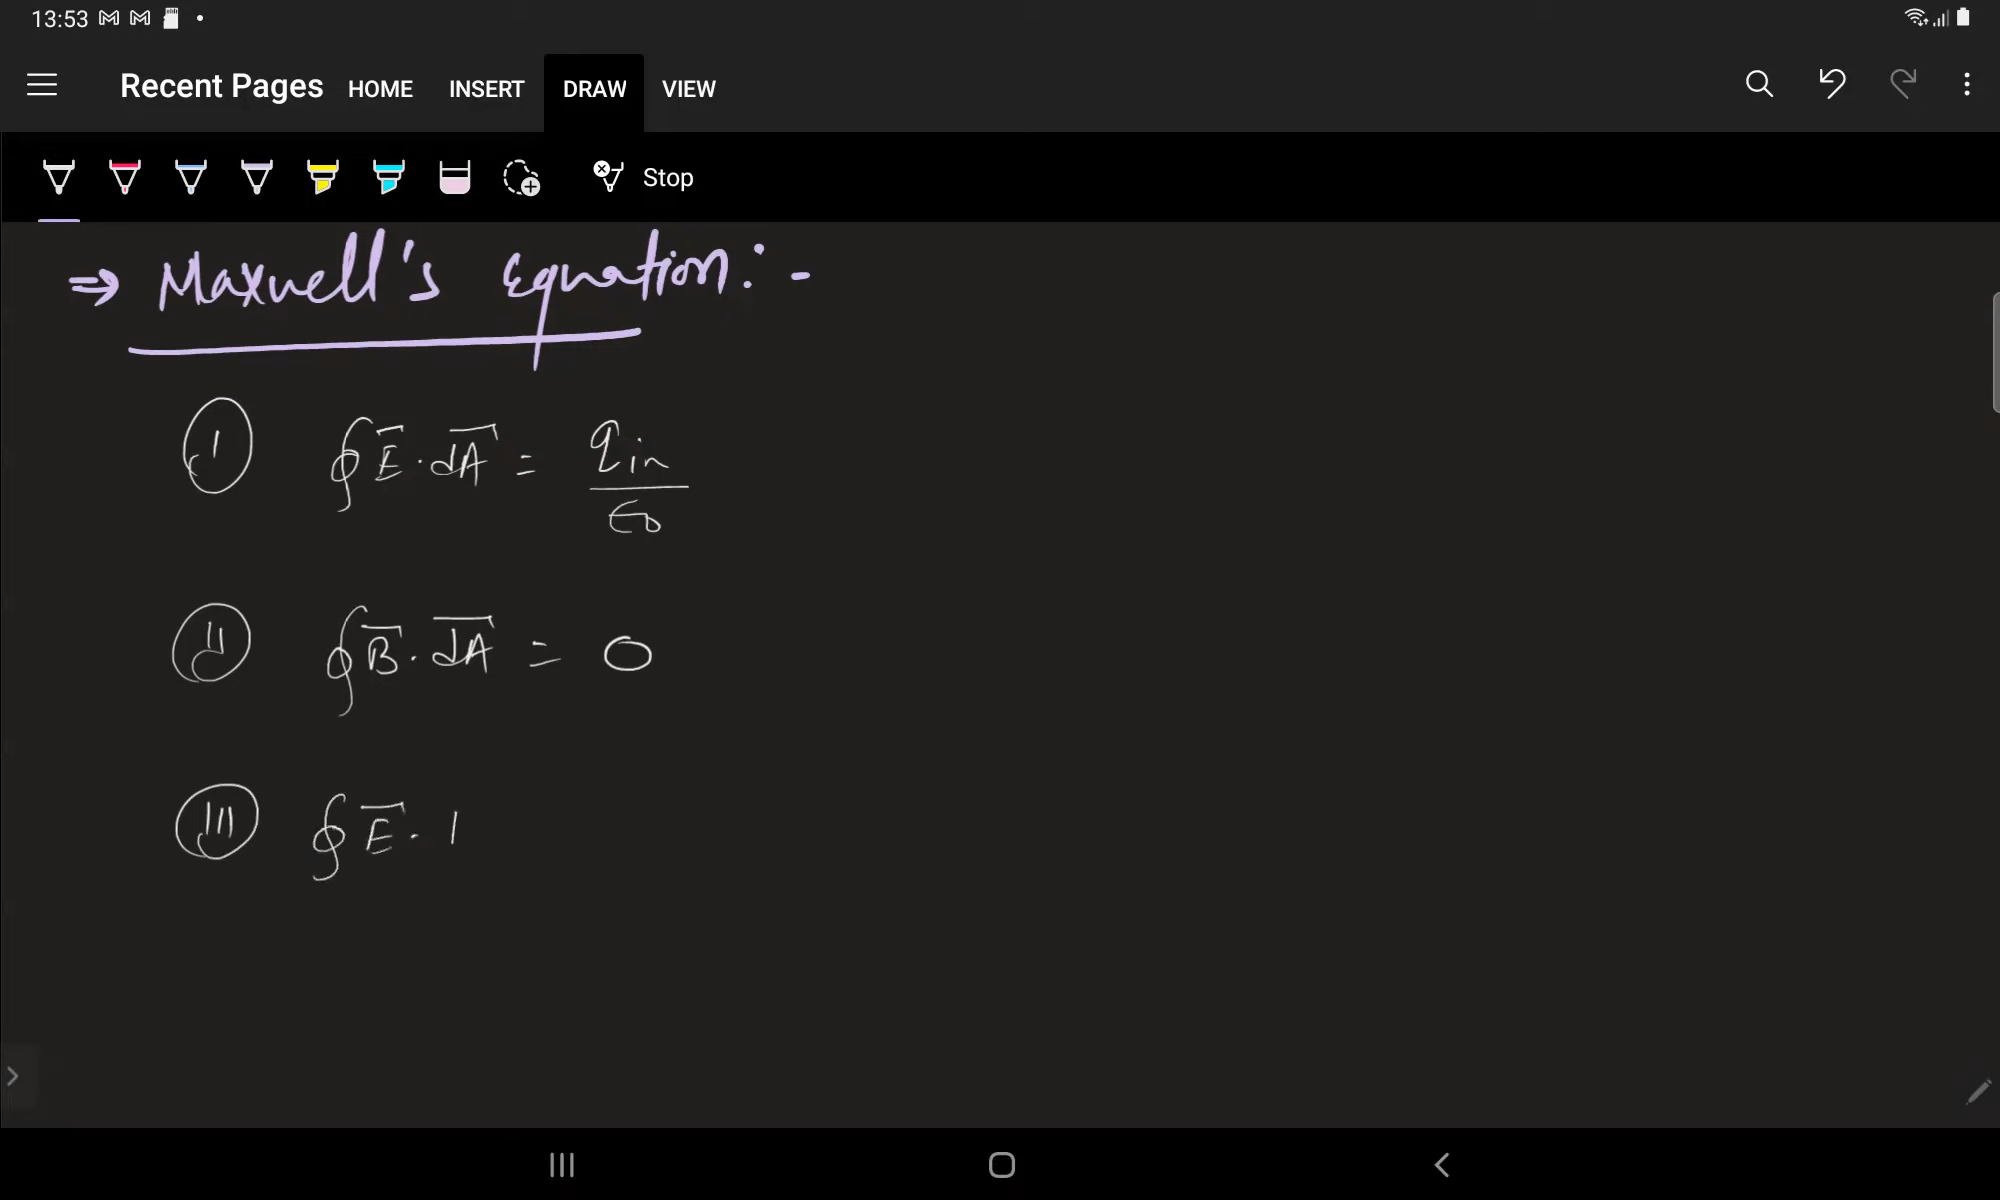 13:53
Recent Pages HOME INSERT DRAW VIEW
Stop
⇒ Maxwell's Equation:-
I ∮E⃗·dA⃗ = qin/ε0
II ∮B⃗·dA⃗ = 0
III ∮E⃗· l